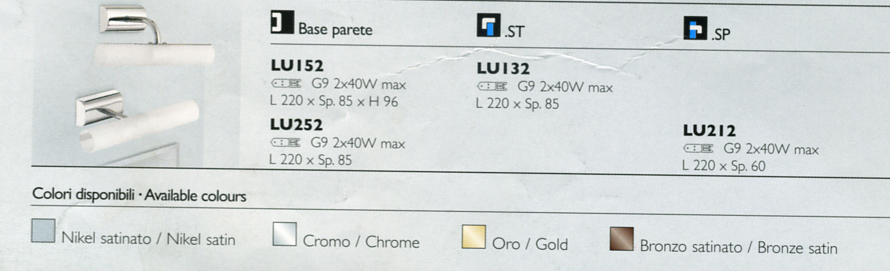 Base parete
.ST
.SP
LU152
G9 2x40W max
L 220 x Sp. 85 x H 96
LU132
G9 2x40W max
L 220 x Sp. 85
LU252
G9 2x40W max
L 220 x Sp. 85
LU212
G9 2x40W max
L 220 x Sp. 60
Colori disponibili · Available colours
Nikel satinato / Nikel satin
Cromo / Chrome
Oro / Gold
Bronzo satinato / Bronze satin